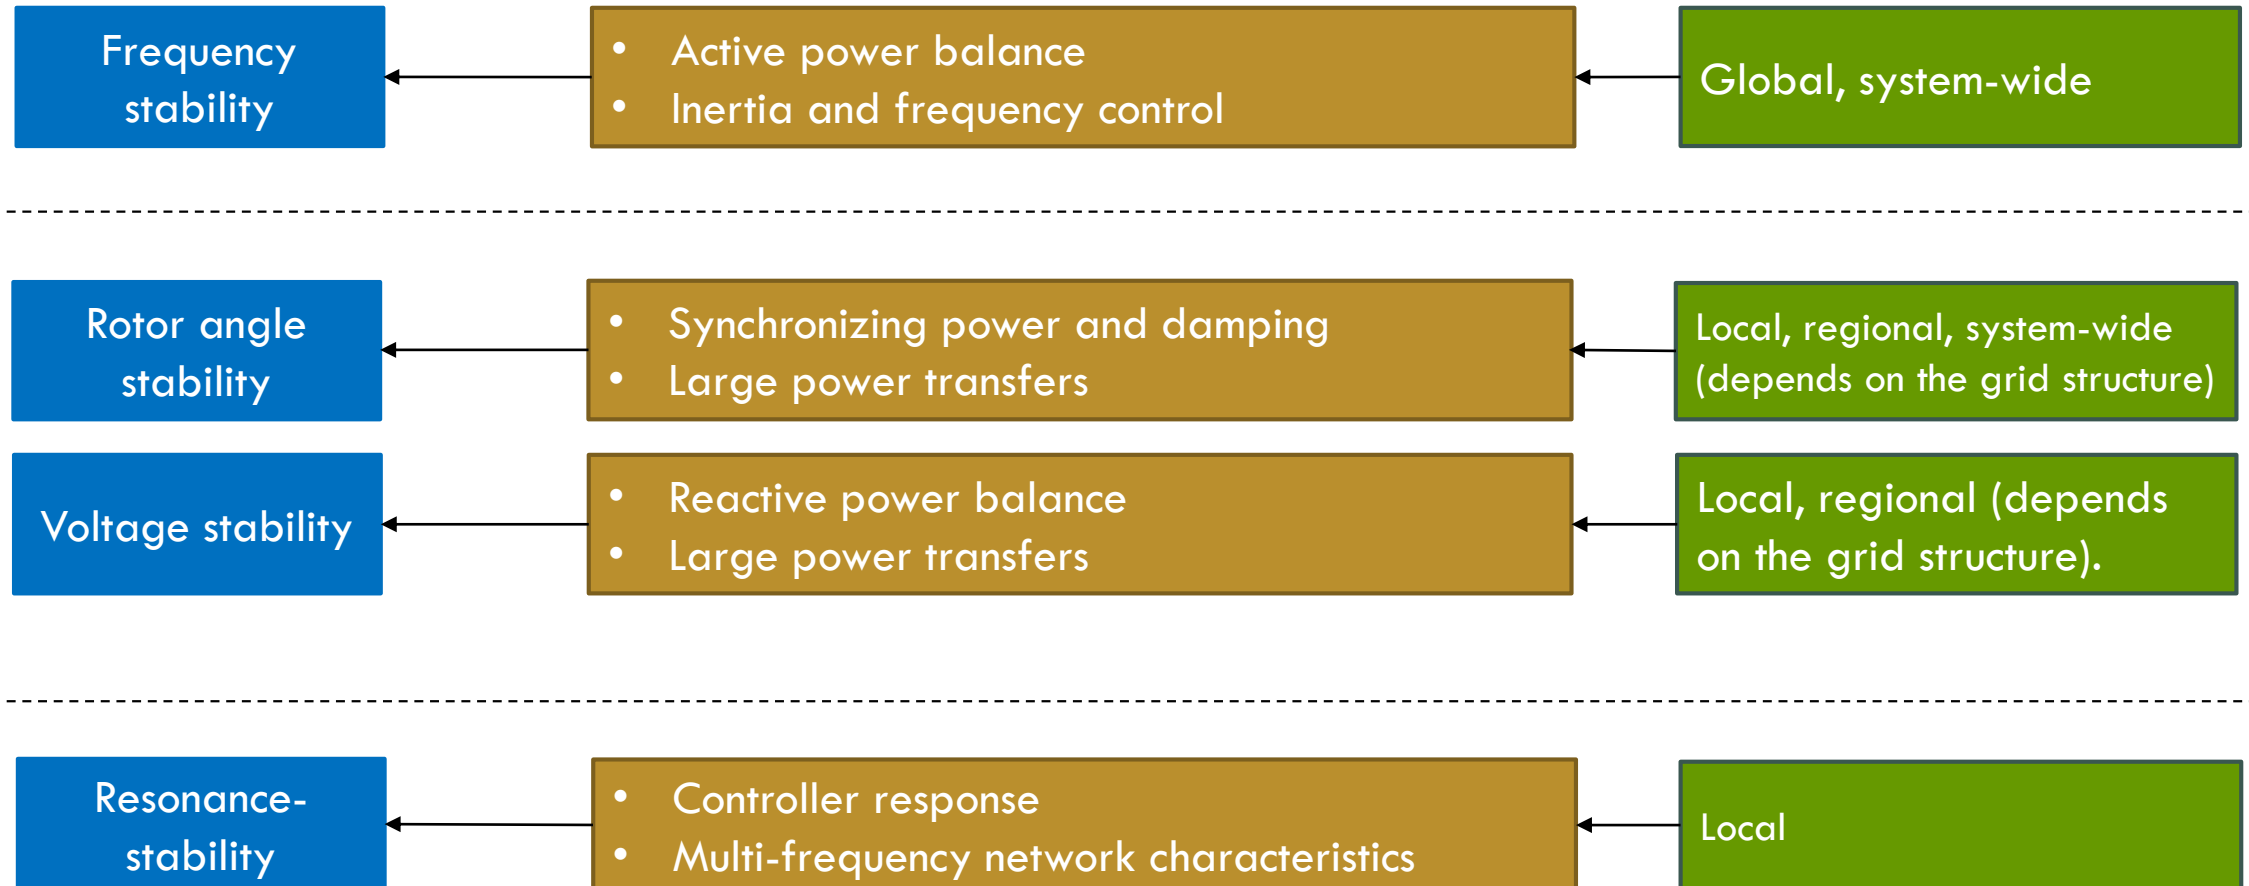 Frequency
stability
• Active power balance
• Inertia and frequency control
Global, system-wide
Rotor angle
stability
• Synchronizing power and damping
• Large power transfers
Local, regional, system-wide
(depends on the grid structure)
Voltage stability
• Reactive power balance
• Large power transfers
Local, regional (depends
on the grid structure).
Resonance-
stability
• Controller response
• Multi-frequency network characteristics
Local